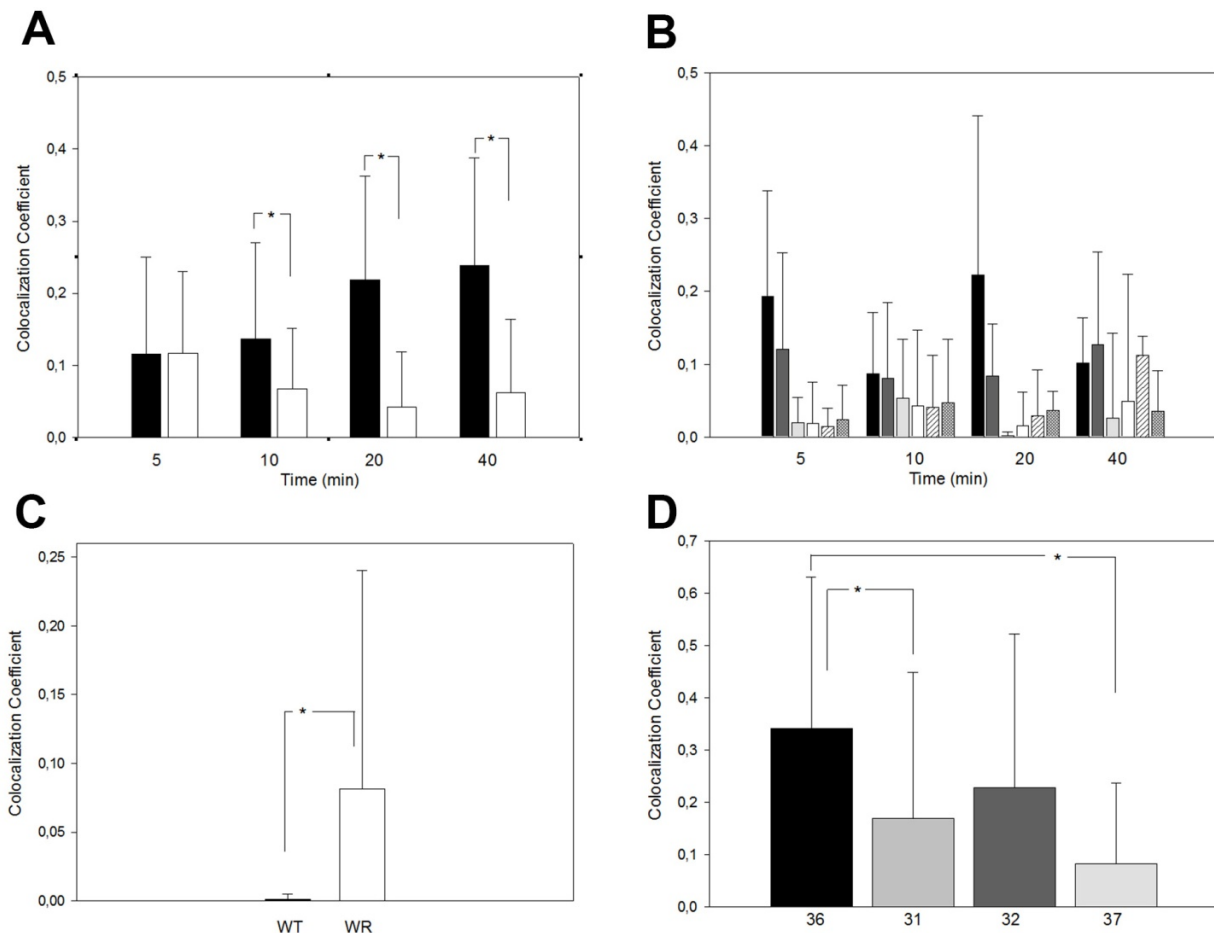 A
Colocalization Coefficient
0,5
0,4
0,3
0,2
0,1
0,0
*
*
*
5 10 20 40
Time (min)
B
Colocalization Coefficient
0,5
0,4
0,3
0,2
0,1
0,0
5 10 20 40
Time (min)
C
Colocalization Coefficient
0,25
0,20
0,15
0,10
0,05
0,00
*
WT WR
D
Colocalization Coefficient
0,7
0,6
0,5
0,4
0,3
0,2
0,1
0,0
*
*
36 31 32 37